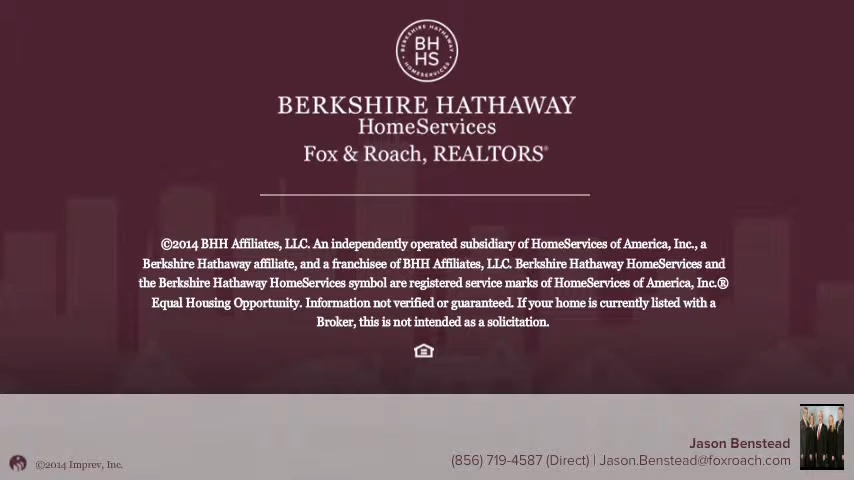 BERKSHIRE HATHAWAY
HOMESERVICES
BH
HS
BERKSHIRE HATHAWAY
HomeServices
Fox & Roach, REALTORS®
©2014 BHH Affiliates, LLC. An independently operated subsidiary of HomeServices of America, Inc., a
Berkshire Hathaway affiliate, and a franchisee of BHH Affiliates, LLC. Berkshire Hathaway HomeServices and
the Berkshire Hathaway HomeServices symbol are registered service marks of HomeServices of America, Inc.®
Equal Housing Opportunity. Information not verified or guaranteed. If your home is currently listed with a
Broker, this is not intended as a solicitation.
Jason Benstead
(856) 719-4587 (Direct) | Jason.Benstead@foxroach.com
©2014 Imprev, Inc.